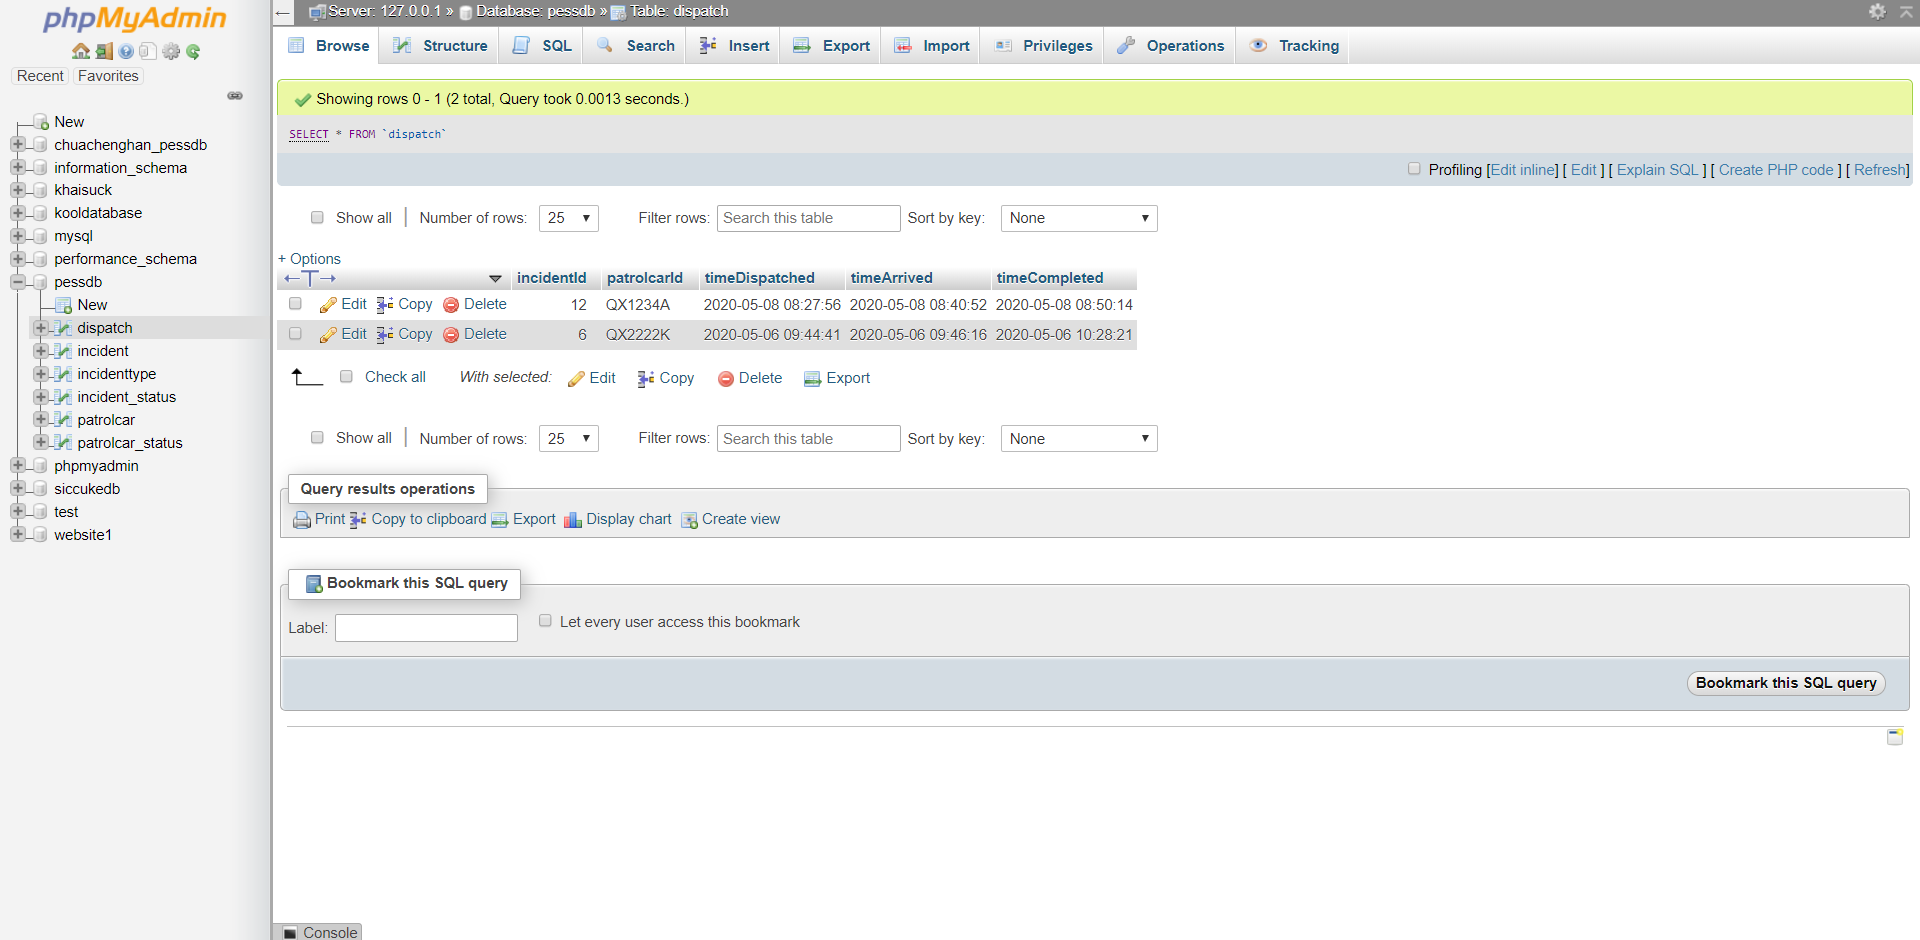 phpMyAdmin
Recent Favorites
New
chuachenghan_pessdb
information_schema
khaisuck
kooldatabase
mysql
performance_schema
pessdb
New
dispatch
incident
incidenttype
incident_status
patrolcar
patrolcar_status
phpmyadmin
siccukedb
test
website1
Server: 127.0.0.1 » Database: pessdb » Table: dispatch
Browse Structure SQL Search Insert Export Import Privileges Operations Tracking
Showing rows 0 - 1 (2 total, Query took 0.0013 seconds.)
SELECT * FROM `dispatch`
Profiling [Edit inline] [ Edit ] [ Explain SQL ] [ Create PHP code ] [ Refresh]
Show all | Number of rows: 25 Filter rows: Search this table Sort by key: None
+ Options
←T→ incidentId patrolcarId timeDispatched timeArrived timeCompleted
Edit Copy Delete 12 QX1234A 2020-05-08 08:27:56 2020-05-08 08:40:52 2020-05-08 08:50:14
Edit Copy Delete 6 QX2222K 2020-05-06 09:44:41 2020-05-06 09:46:16 2020-05-06 10:28:21
Check all With selected: Edit Copy Delete Export
Show all | Number of rows: 25 Filter rows: Search this table Sort by key: None
Query results operations
Print Copy to clipboard Export Display chart Create view
Bookmark this SQL query
Label: Let every user access this bookmark
Bookmark this SQL query
Console